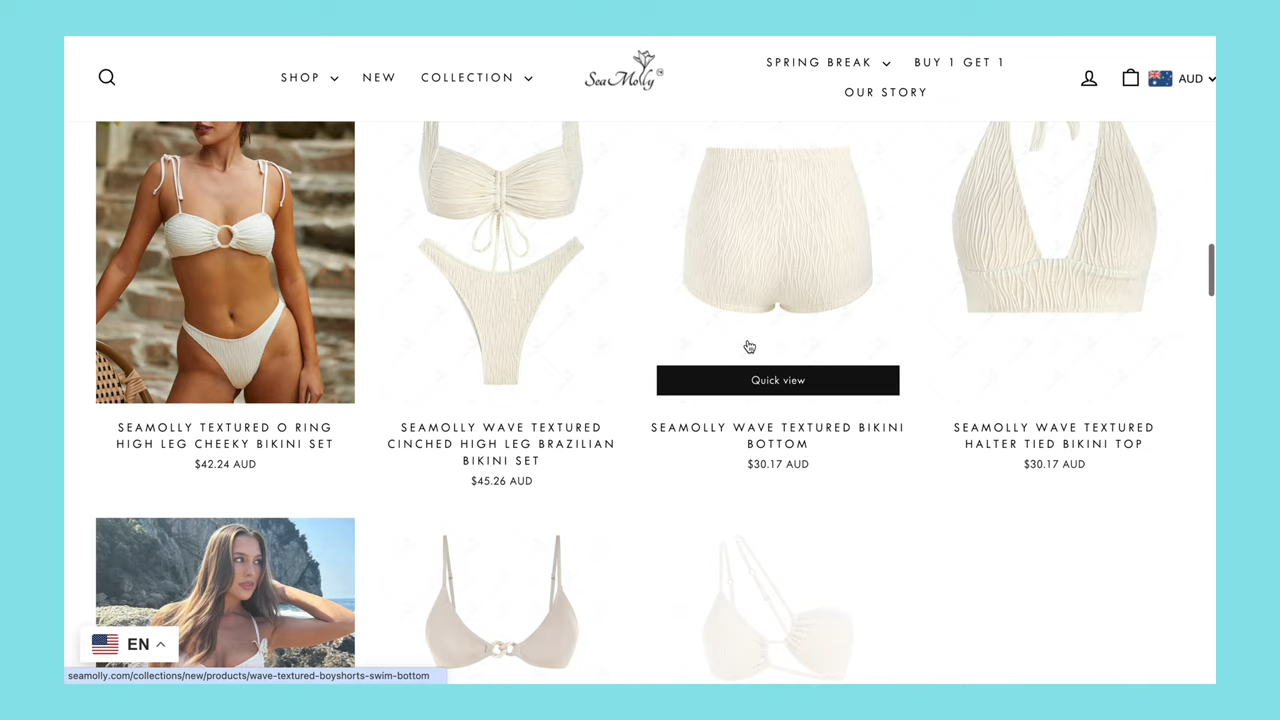 SHOP
NEW
COLLECTION
Sea Molly
SPRING BREAK
BUY 1 GET 1
OUR STORY
AUD
Quick view
SEAMOLLY TEXTURED O RING
HIGH LEG CHEEKY BIKINI SET
$42.24 AUD
SEAMOLLY WAVE TEXTURED
CINCHED HIGH LEG BRAZILIAN
BIKINI SET
$45.26 AUD
SEAMOLLY WAVE TEXTURED BIKINI
BOTTOM
$30.17 AUD
SEAMOLLY WAVE TEXTURED
HALTER TIED BIKINI TOP
$30.17 AUD
EN
seamolly.com/collections/new/products/wave-textured-boyshorts-swim-bottom